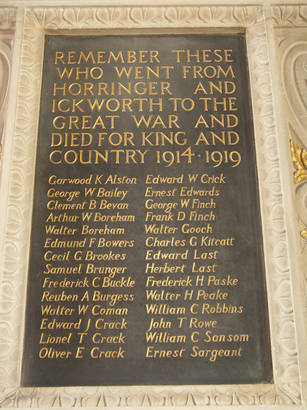 REMEMBER THESE
WHO WENT FROM
HORRINGER AND
ICKWORTH TO THE
GREAT WAR AND
DIED FOR KING AND
COUNTRY 1914·1919
Garwood K Alston
George W Bailey
Clement B Bevan
Arthur W Boreham
Walter Boreham
Edmund F Bowers
Cecil G Brookes
Samuel Brunger
Frederick C Buckle
Reuben A Burgess
Walter W Coman
Edward J Crack
Lionel T Crack
Oliver E Crack
Edward W Crick
Ernest Edwards
George W Finch
Frank D Finch
Walter Gooch
Charles G Kitcatt
Edward Last
Herbert Last
Frederick H Paske
Walter H Peake
William C Robbins
John T Rowe
William C Sansom
Ernest Sargeant